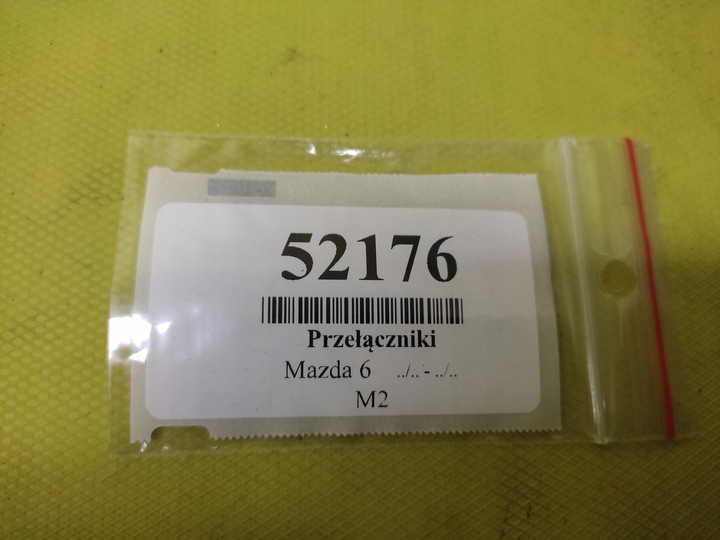 52176
Przełączniki
Mazda 6 ../.. - ../..
M2